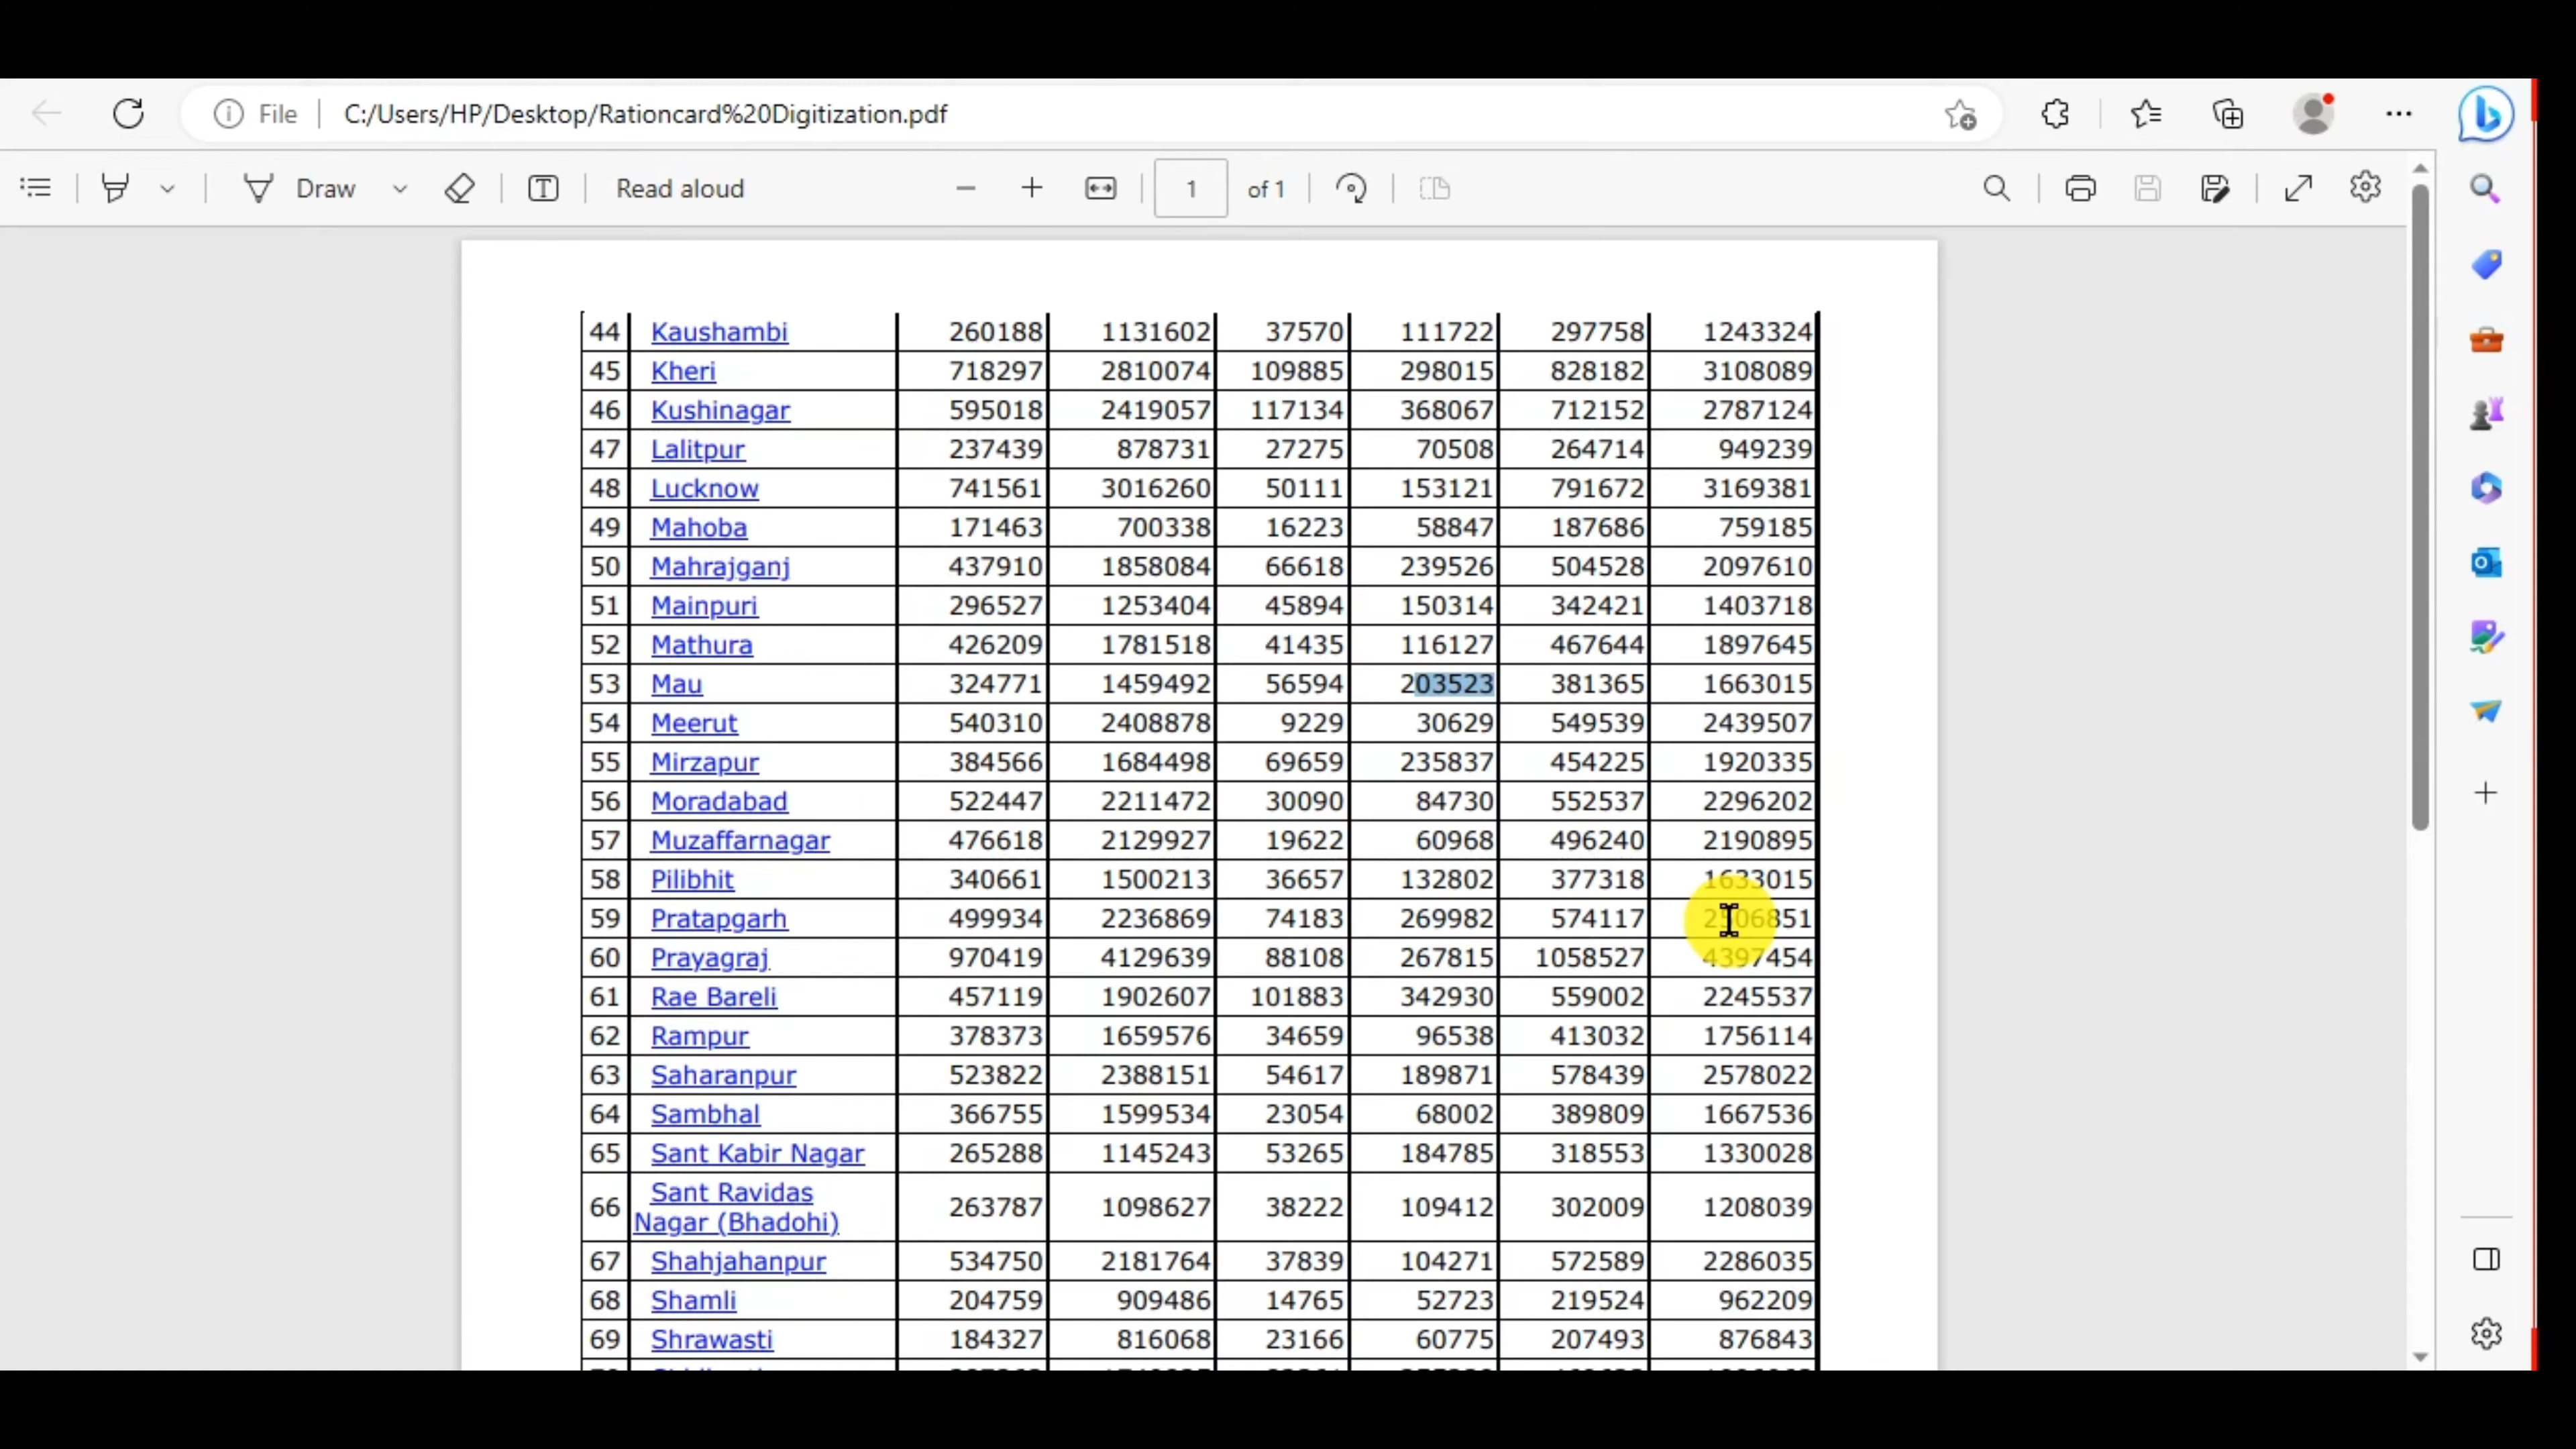 File C:/Users/HP/Desktop/Rationcard%20Digitization.pdf
Draw Read aloud 1 of 1
44 Kaushambi 260188 1131602 37570 111722 297758 1243324
45 Kheri 718297 2810074 109885 298015 828182 3108089
46 Kushinagar 595018 2419057 117134 368067 712152 2787124
47 Lalitpur 237439 878731 27275 70508 264714 949239
48 Lucknow 741561 3016260 50111 153121 791672 3169381
49 Mahoba 171463 700338 16223 58847 187686 759185
50 Mahrajganj 437910 1858084 66618 239526 504528 2097610
51 Mainpuri 296527 1253404 45894 150314 342421 1403718
52 Mathura 426209 1781518 41435 116127 467644 1897645
53 Mau 324771 1459492 56594 203523 381365 1663015
54 Meerut 540310 2408878 9229 30629 549539 2439507
55 Mirzapur 384566 1684498 69659 235837 454225 1920335
56 Moradabad 522447 2211472 30090 84730 552537 2296202
57 Muzaffarnagar 476618 2129927 19622 60968 496240 2190895
58 Pilibhit 340661 1500213 36657 132802 377318 1633015
59 Pratapgarh 499934 2236869 74183 269982 574117 2506851
60 Prayagraj 970419 4129639 88108 267815 1058527 4397454
61 Rae Bareli 457119 1902607 101883 342930 559002 2245537
62 Rampur 378373 1659576 34659 96538 413032 1756114
63 Saharanpur 523822 2388151 54617 189871 578439 2578022
64 Sambhal 366755 1599534 23054 68002 389809 1667536
65 Sant Kabir Nagar 265288 1145243 53265 184785 318553 1330028
66 Sant Ravidas
Nagar (Bhadohi) 263787 1098627 38222 109412 302009 1208039
67 Shahjahanpur 534750 2181764 37839 104271 572589 2286035
68 Shamli 204759 909486 14765 52723 219524 962209
69 Shrawasti 184327 816068 23166 60775 207493 876843